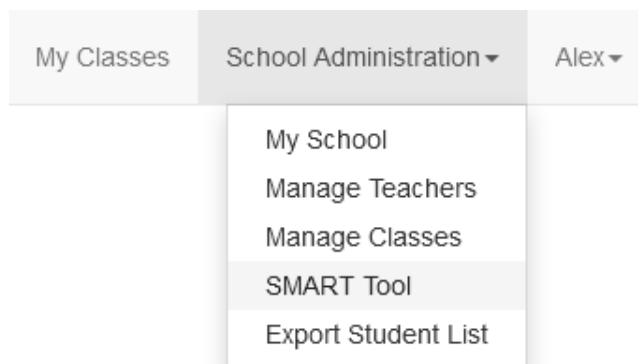 My Classes School Administration Alex
My School
Manage Teachers
Manage Classes
SMART Tool
Export Student List